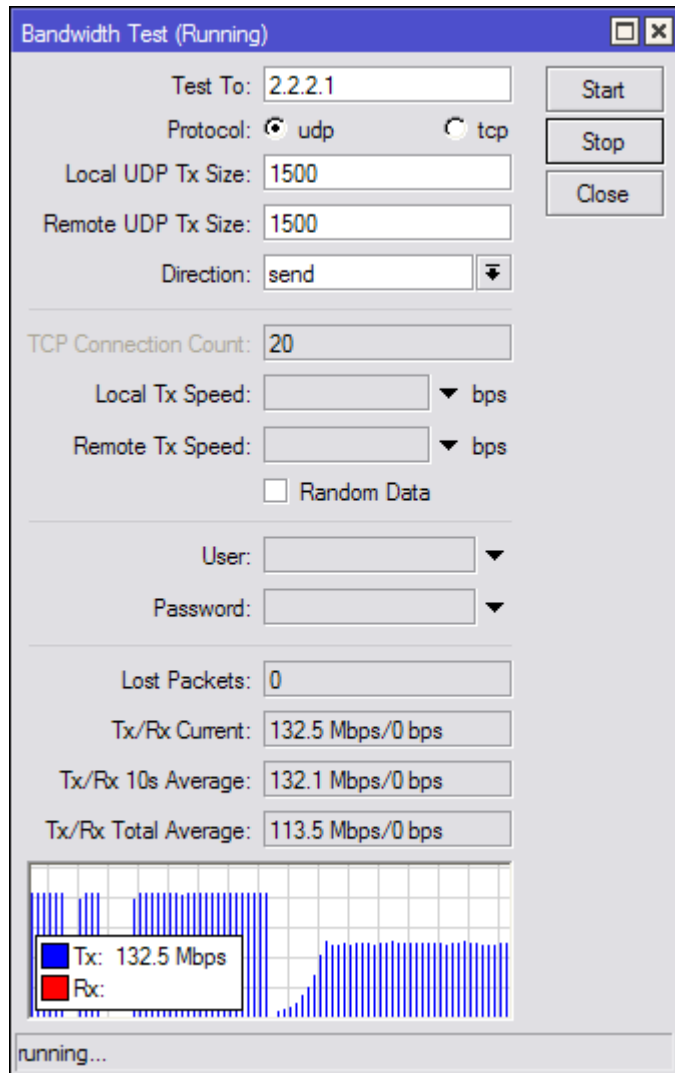 Bandwidth Test (Running)
Test To: 2.2.2.1
Start
Protocol: udp tcp
Stop
Local UDP Tx Size: 1500
Close
Remote UDP Tx Size: 1500
Direction: send
TCP Connection Count: 20
Local Tx Speed: bps
Remote Tx Speed: bps
Random Data
User:
Password:
Lost Packets: 0
Tx/Rx Current: 132.5 Mbps/0 bps
Tx/Rx 10s Average: 132.1 Mbps/0 bps
Tx/Rx Total Average: 113.5 Mbps/0 bps
Tx: 132.5 Mbps
Rx:
running...